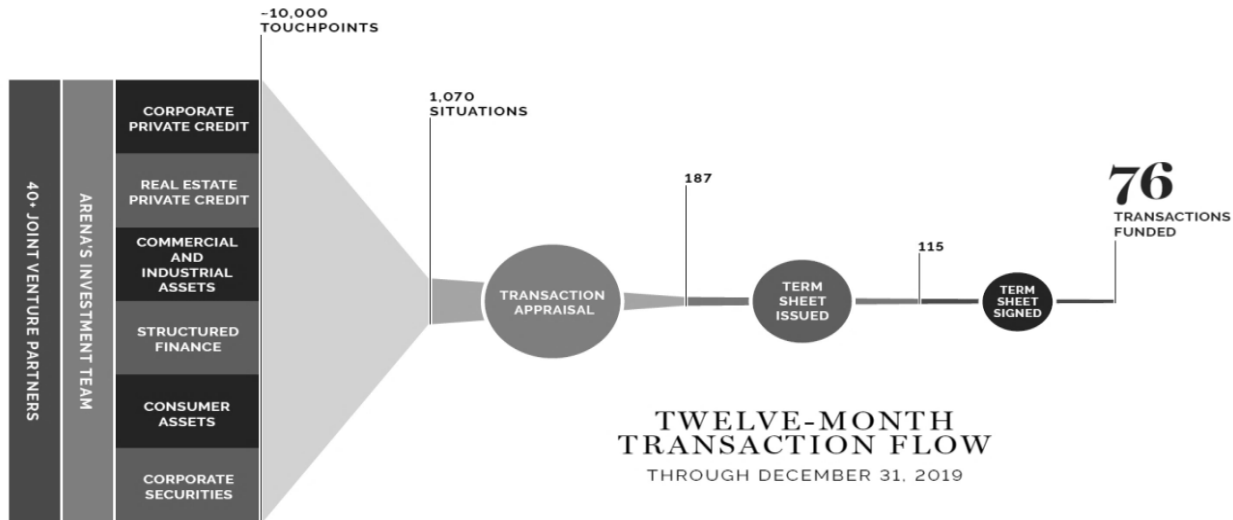 ~10,000
TOUCHPOINTS
1,070
SITUATIONS
187
115
76
TRANSACTIONS
FUNDED
40+ JOINT VENTURE PARTNERS
ARENA'S INVESTMENT TEAM
CORPORATE
PRIVATE CREDIT
REAL ESTATE
PRIVATE CREDIT
COMMERCIAL
AND
INDUSTRIAL
ASSETS
STRUCTURED
FINANCE
CONSUMER
ASSETS
CORPORATE
SECURITIES
TRANSACTION
APPRAISAL
TERM
SHEET
ISSUED
TERM
SHEET
SIGNED
TWELVE-MONTH
TRANSACTION FLOW
THROUGH DECEMBER 31, 2019